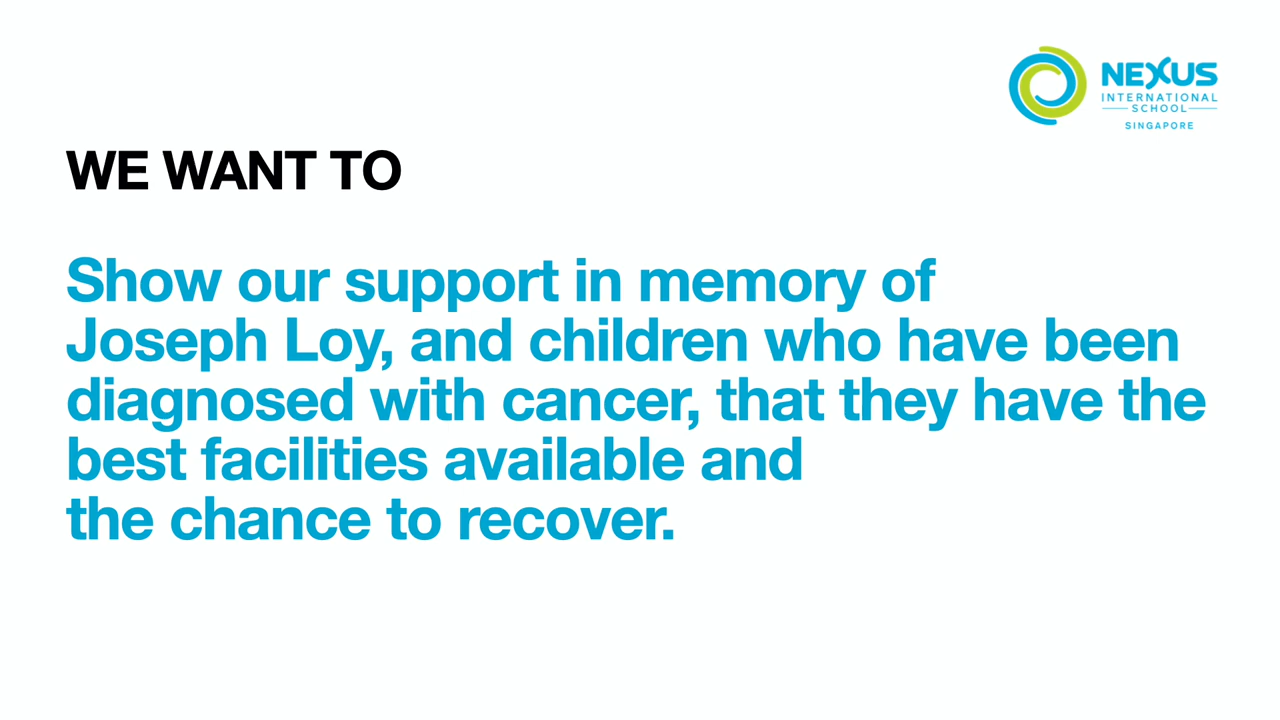 NEXUS
INTERNATIONAL
SCHOOL
SINGAPORE
WE WANT TO
Show our support in memory of
Joseph Loy, and children who have been
diagnosed with cancer, that they have the
best facilities available and
the chance to recover.